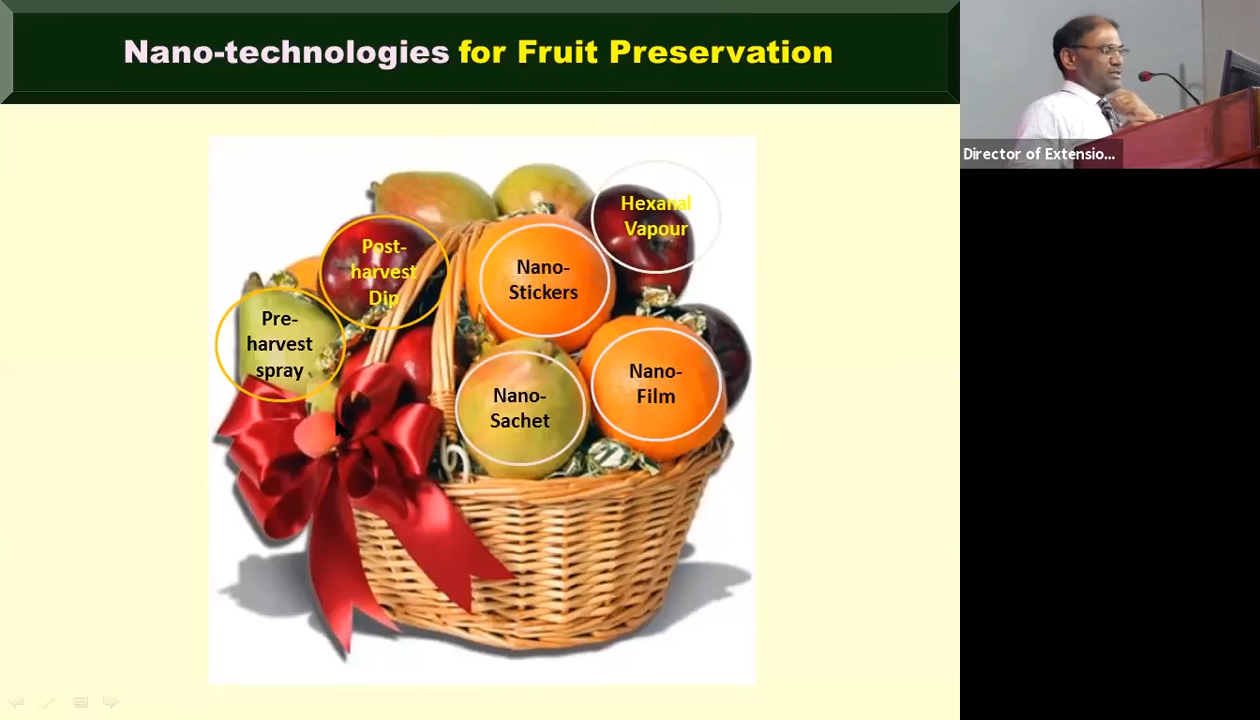 Nano-technologies for Fruit Preservation
Director of Extensio...
Hexanal
Vapour
Post-
harvest
Dip
Nano-
Stickers
Pre-
harvest
spray
Nano-
Film
Nano-
Sachet